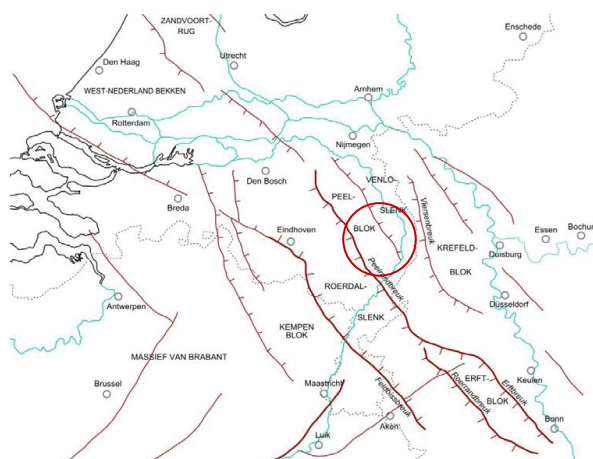 ZANDVOORT-
RUG
Enschede
Utrecht
Den Haag
WEST-NEDERLAND BEKKEN
Arnhem
Rotterdam
Nijmegen
Den Bosch
VENLO-
SLENK
PEEL-
BLOK
Breda
Viersenbreuk
Eindhoven
KREFELD-
BLOK
Essen
Bochum
Duisburg
Peelrandbreuk
ROERDAL-
SLENK
Antwerpen
Düsseldorf
KEMPEN
BLOK
MASSIEF VAN BRABANT
Brussel
Maastricht
Feldbissbreuk
ERFT-
BLOK
Roerrandbreuk
Erftbreuk
Keulen
Luik
Aken
Bonn